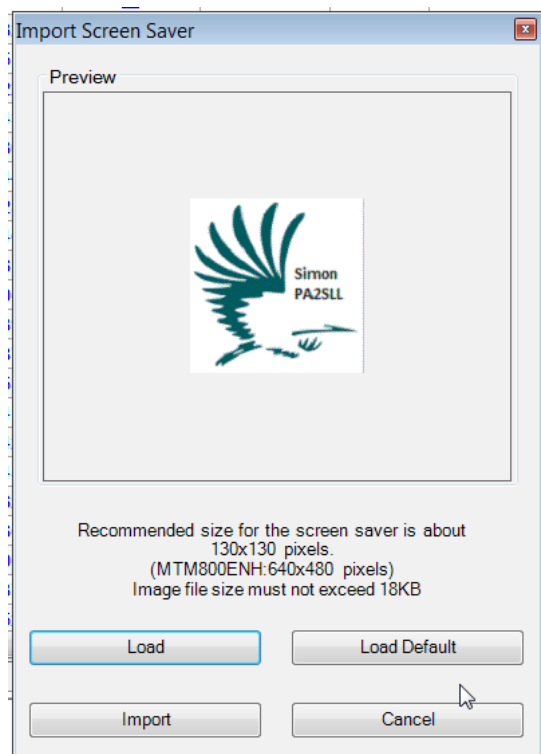 Import Screen Saver
Preview
Simon
PA2SLL
Recommended size for the screen saver is about
130x130 pixels.
(MTM800ENH:640x480 pixels)
Image file size must not exceed 18KB
Load
Load Default
Import
Cancel